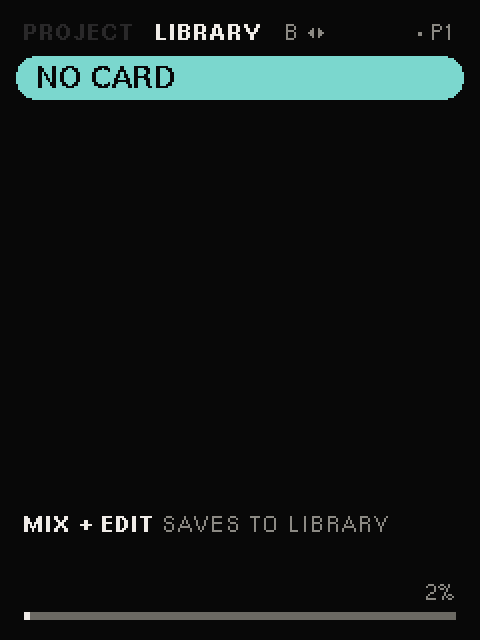 PROJECT LIBRARY B · P1
NO CARD
MIX + EDIT SAVES TO LIBRARY
2%